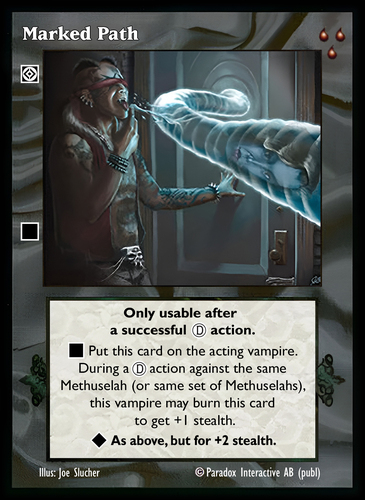 Marked Path
Only usable after
a successful Ⓓ action.
Put this card on the acting vampire.
During a Ⓓ action against the same
Methuselah (or same set of Methuselahs),
this vampire may burn this card
to get +1 stealth.
As above, but for +2 stealth.
Illus: Joe Slucher © Paradox Interactive AB (publ)